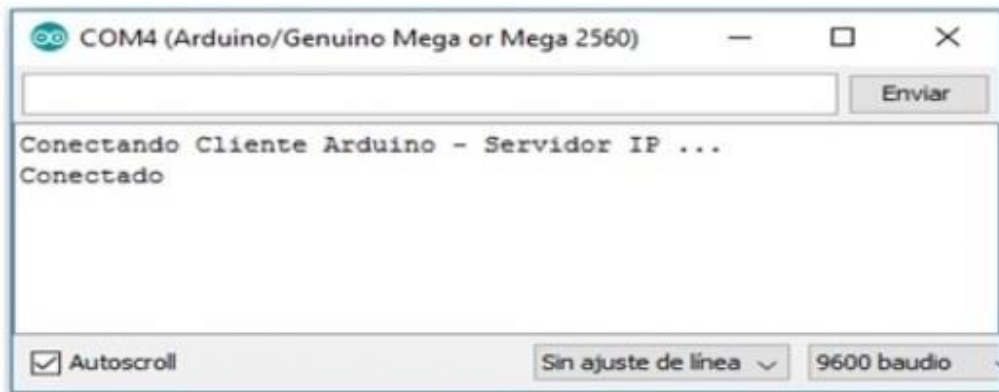 COM4 (Arduino/Genuino Mega or Mega 2560)
Enviar
Conectando Cliente Arduino - Servidor IP ...
Conectado
Autoscroll
Sin ajuste de línea
9600 baudio